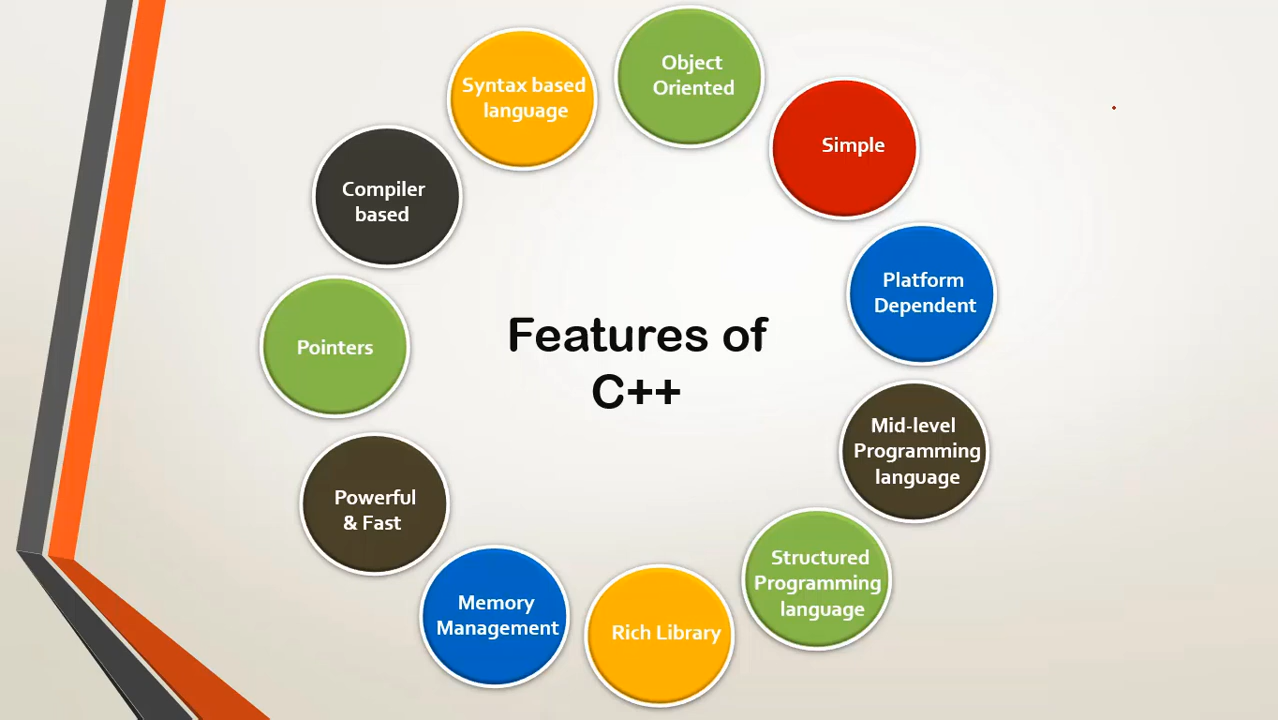 Features of
C++
Object
Oriented
Simple
Platform
Dependent
Mid-level
Programming
language
Structured
Programming
language
Rich Library
Memory
Management
Powerful
& Fast
Pointers
Compiler
based
Syntax based
language